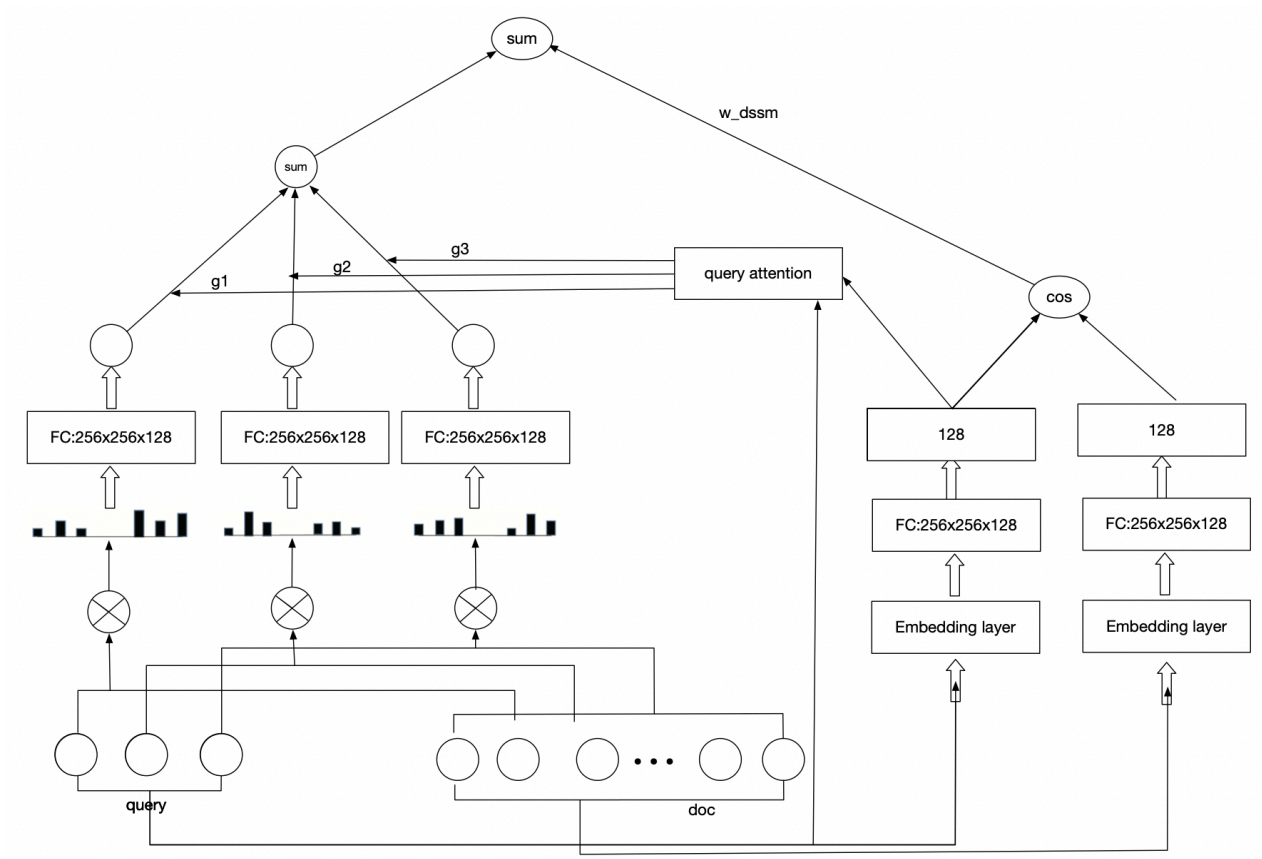 sum
w_dssm
sum
g3
g2
g1
query attention
cos
FC:256x256x128
FC:256x256x128
FC:256x256x128
128
128
FC:256x256x128
FC:256x256x128
Embedding layer
Embedding layer
query
doc